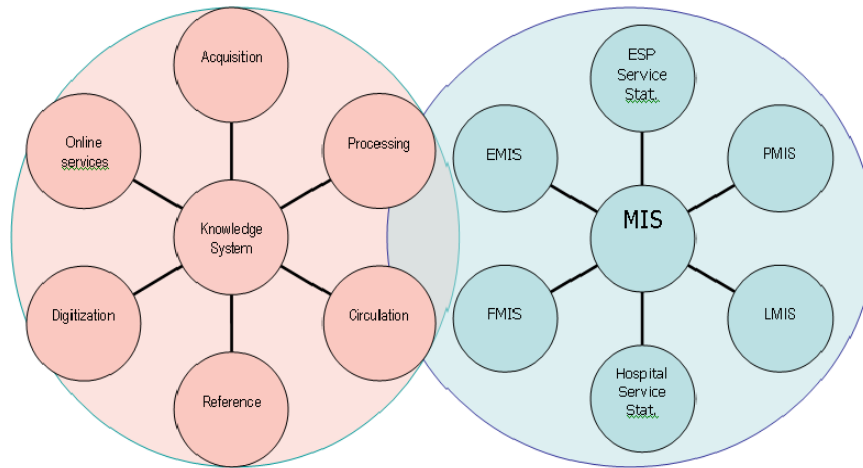 Acquisition
Online
services
Processing
Knowledge
System
Digitization
Circulation
Reference
ESP
Service
Stat.
EMIS
PMIS
MIS
FMIS
LMIS
Hospital
Service
Stat.